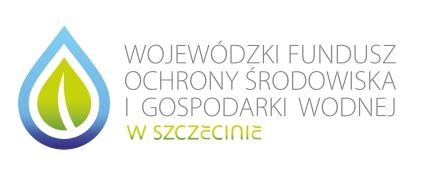 WOJEWÓDZKI FUNDUSZ
OCHRONY ŚRODOWISKA
I GOSPODARKI WODNEJ
W SZCZECINIE